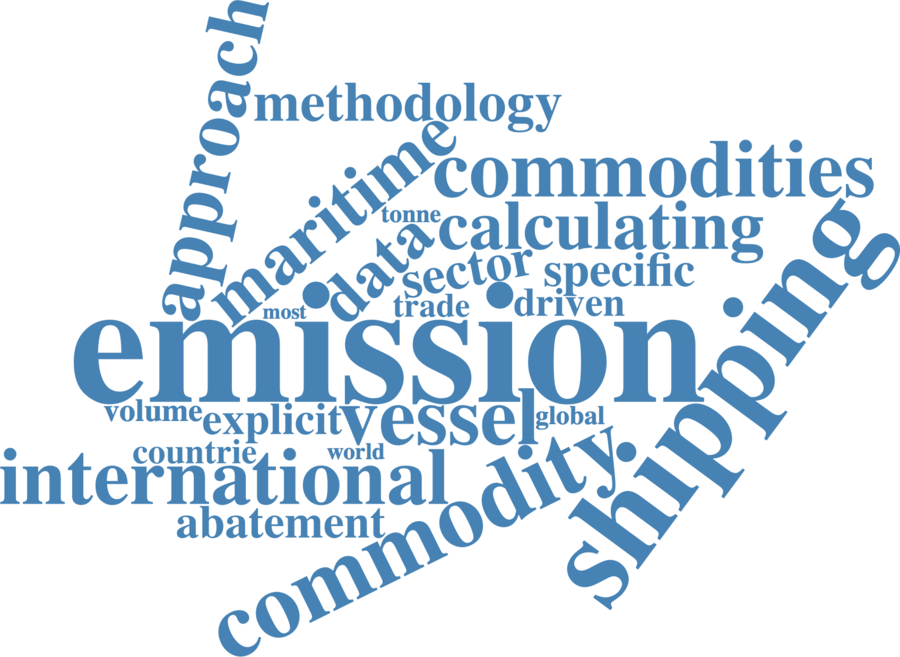 approach
methodology
maritime
commodities
tonne
calculating
data
sector
specific
most
trade
driven
emission
shipping
volume
explicit
vessel
global
countrie
world
international
commodity
abatement